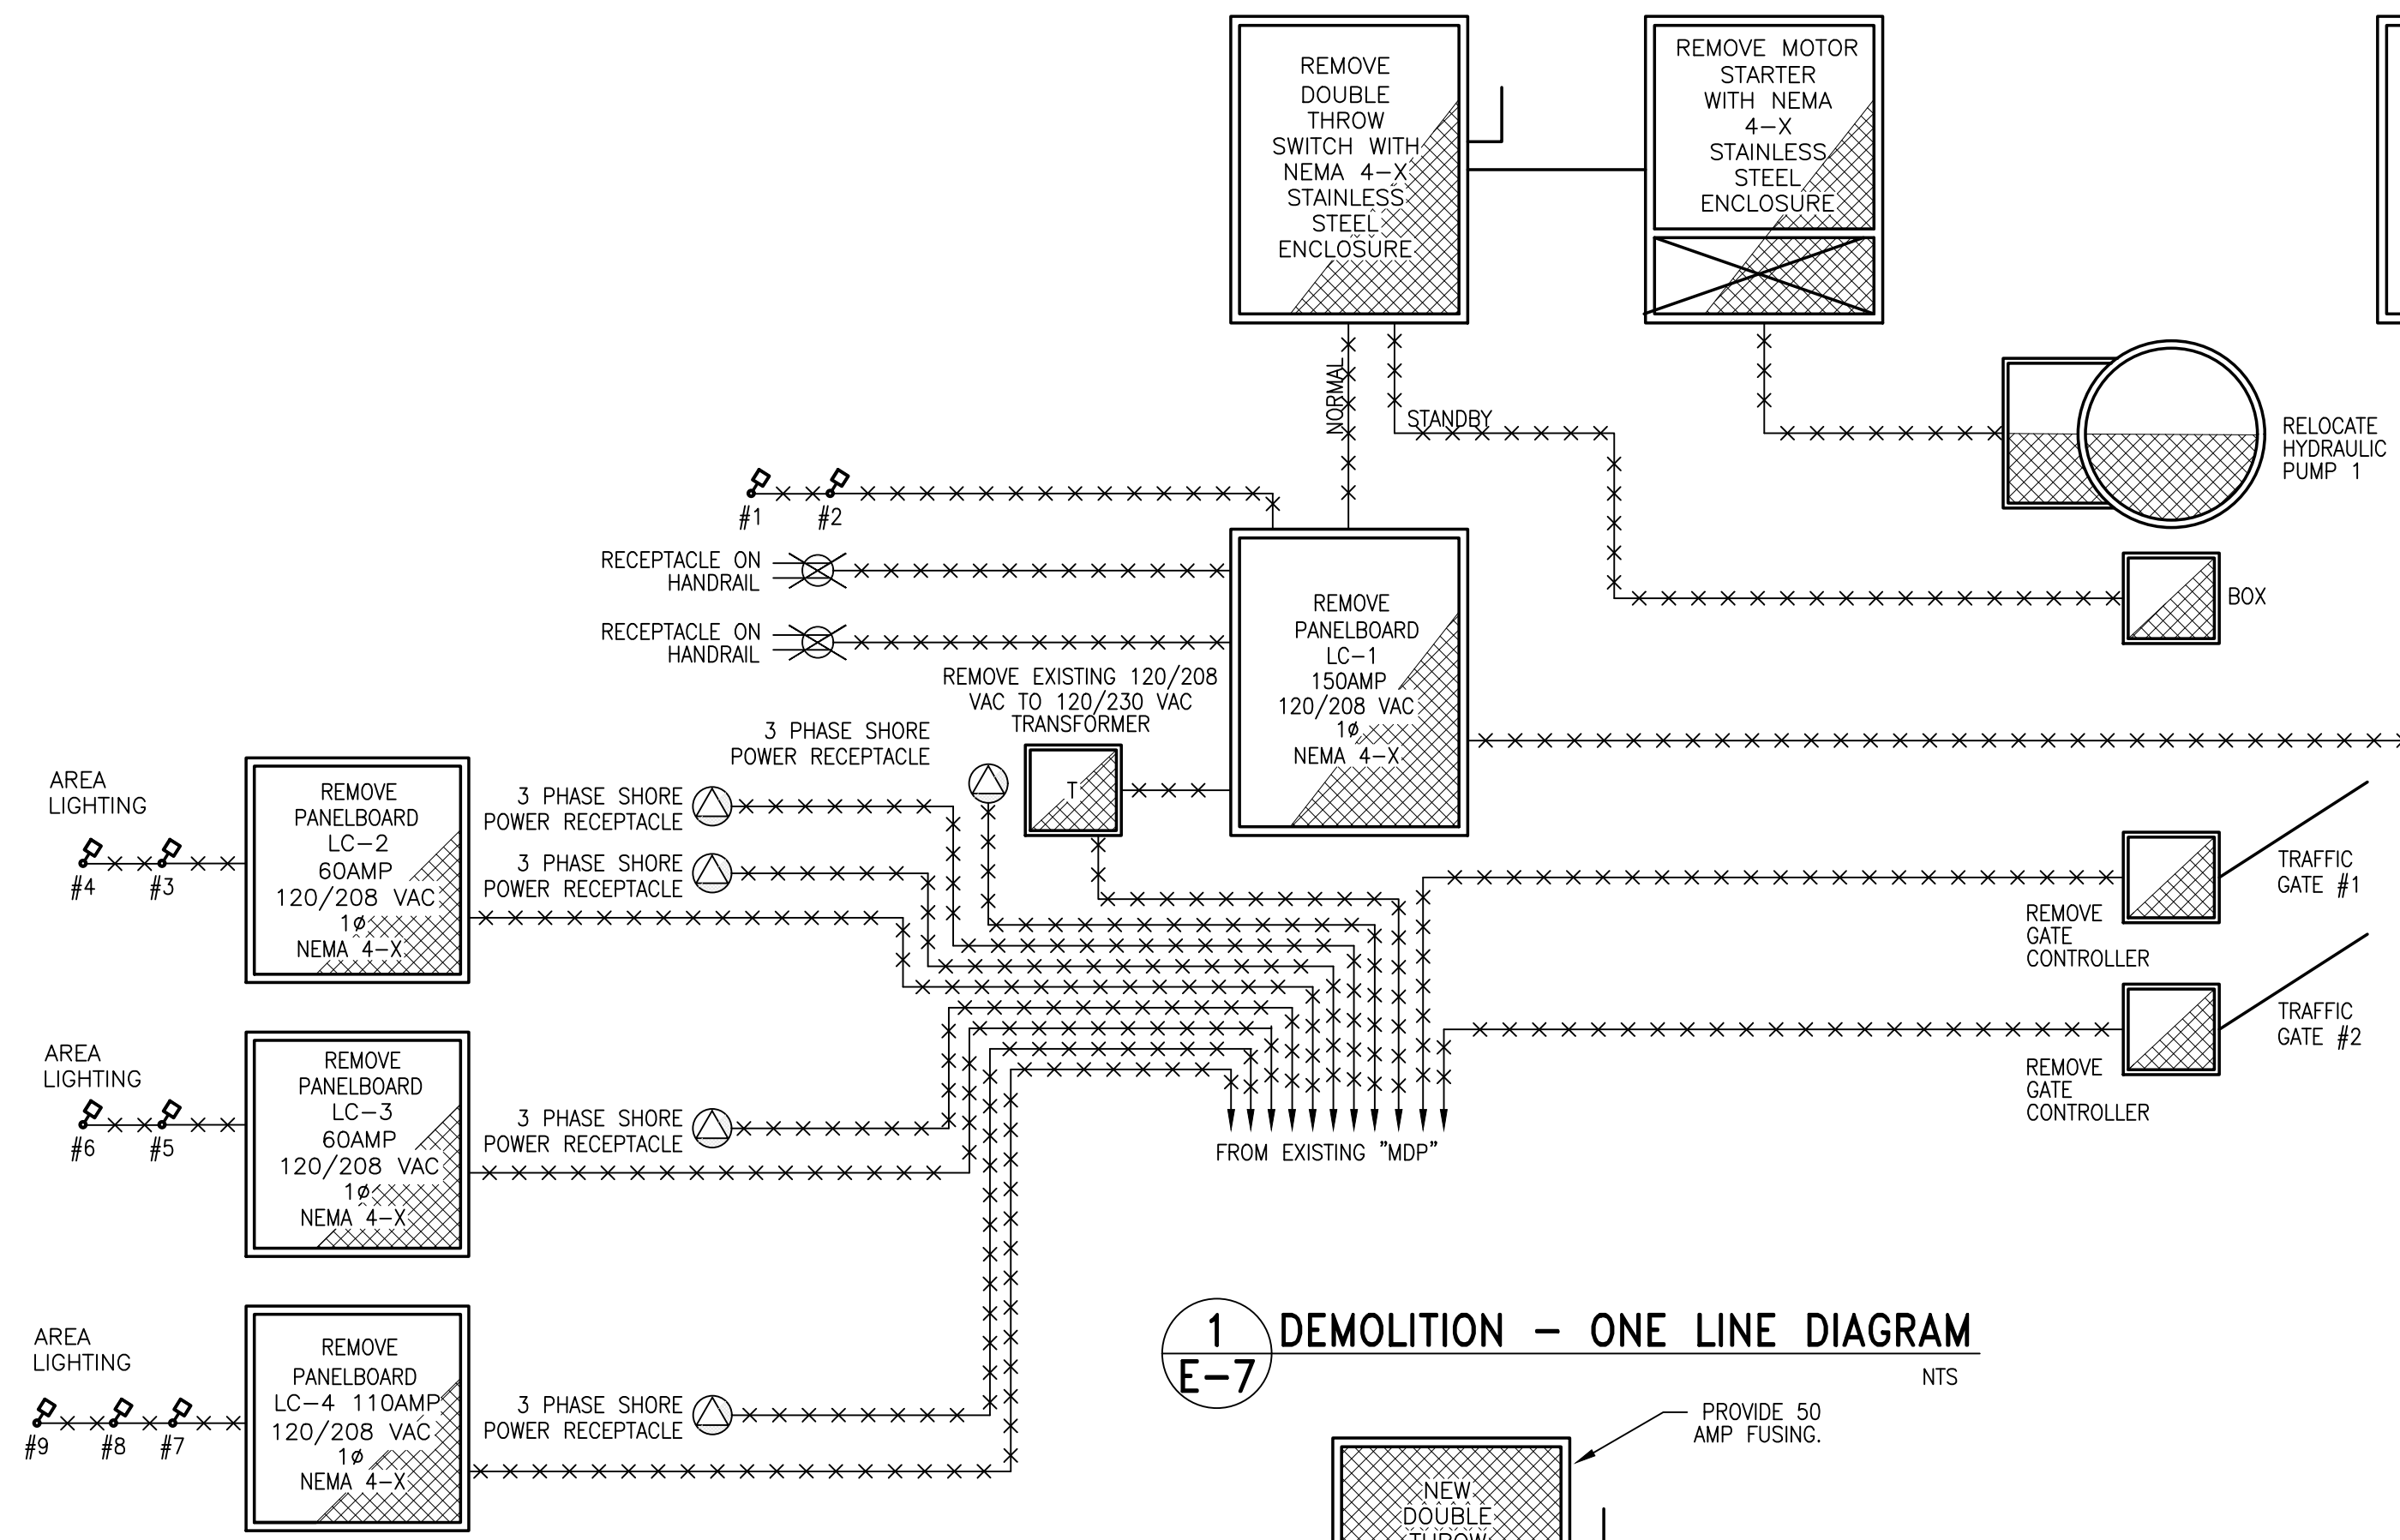 REMOVE
DOUBLE
THROW
SWITCH WITH
NEMA 4-X
STAINLESS
STEEL
ENCLOSURE
REMOVE MOTOR
STARTER
WITH NEMA
4-X
STAINLESS
STEEL
ENCLOSURE
NORMAL
STANDBY
RELOCATE
HYDRAULIC
PUMP 1
#1
#2
RECEPTACLE ON
HANDRAIL
RECEPTACLE ON
HANDRAIL
REMOVE
PANELBOARD
LC-1
150AMP
120/208 VAC
1ø
NEMA 4-X
BOX
REMOVE EXISTING 120/208
VAC TO 120/230 VAC
TRANSFORMER
T
3 PHASE SHORE
POWER RECEPTACLE
3 PHASE SHORE
POWER RECEPTACLE
3 PHASE SHORE
POWER RECEPTACLE
AREA
LIGHTING
#4
#3
REMOVE
PANELBOARD
LC-2
60AMP
120/208 VAC
1ø
NEMA 4-X
TRAFFIC
GATE #1
REMOVE
GATE
CONTROLLER
TRAFFIC
GATE #2
REMOVE
GATE
CONTROLLER
AREA
LIGHTING
#6
#5
REMOVE
PANELBOARD
LC-3
60AMP
120/208 VAC
1ø
NEMA 4-X
3 PHASE SHORE
POWER RECEPTACLE
FROM EXISTING "MDP"
AREA
LIGHTING
#9
#8
#7
REMOVE
PANELBOARD
LC-4 110AMP
120/208 VAC
1ø
NEMA 4-X
3 PHASE SHORE
POWER RECEPTACLE
1
E-7
DEMOLITION - ONE LINE DIAGRAM
NTS
PROVIDE 50
AMP FUSING.
NEW
DOUBLE
THROW